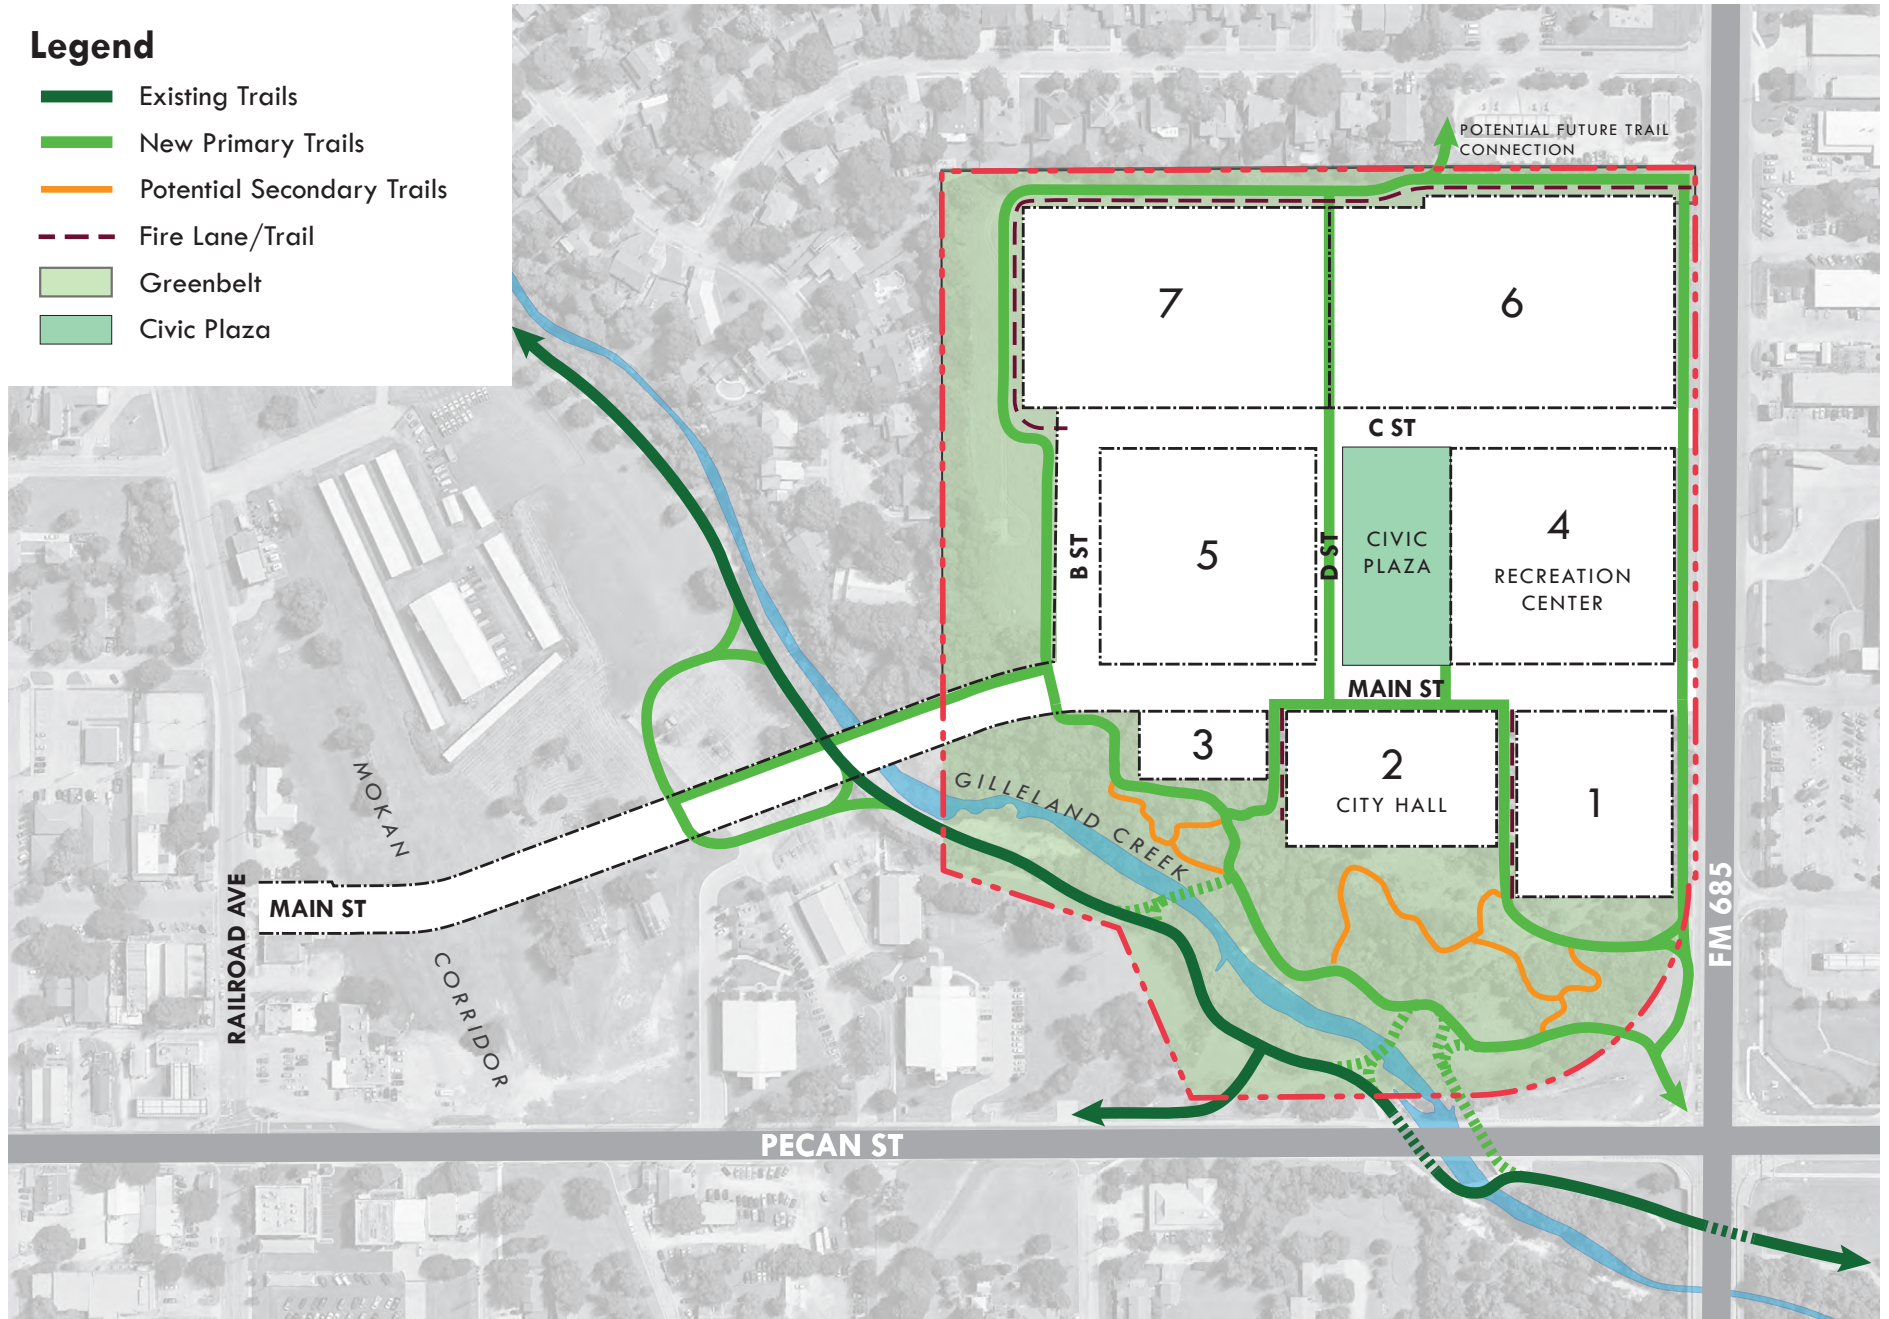 Legend
Existing Trails
New Primary Trails
Potential Secondary Trails
Fire Lane/Trail
Greenbelt
Civic Plaza
POTENTIAL FUTURE TRAIL
CONNECTION
7
6
C ST
B ST
5
D ST
CIVIC
PLAZA
4
RECREATION
CENTER
MAIN ST
3
2
CITY HALL
1
GILLELAND CREEK
MOKAN
CORRIDOR
MAIN ST
RAILROAD AVE
FM 685
PECAN ST